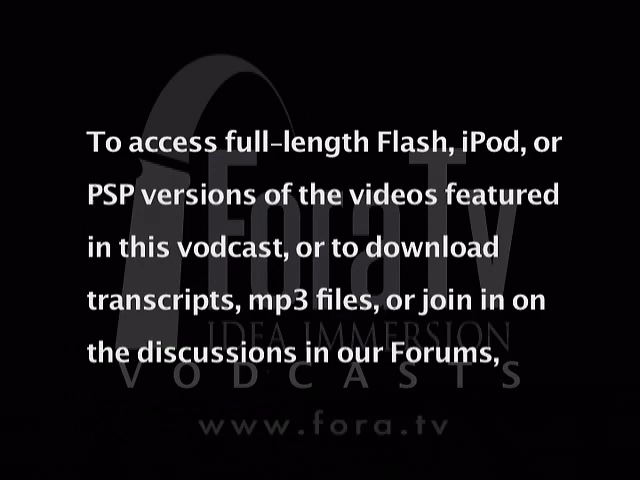 To access full-length Flash, iPod, or
PSP versions of the videos featured
in this vodcast, or to download
transcripts, mp3 files, or join in on
the discussions in our Forums,
ForaTv
IDEA IMMERSION
VODCASTS
www.fora.tv